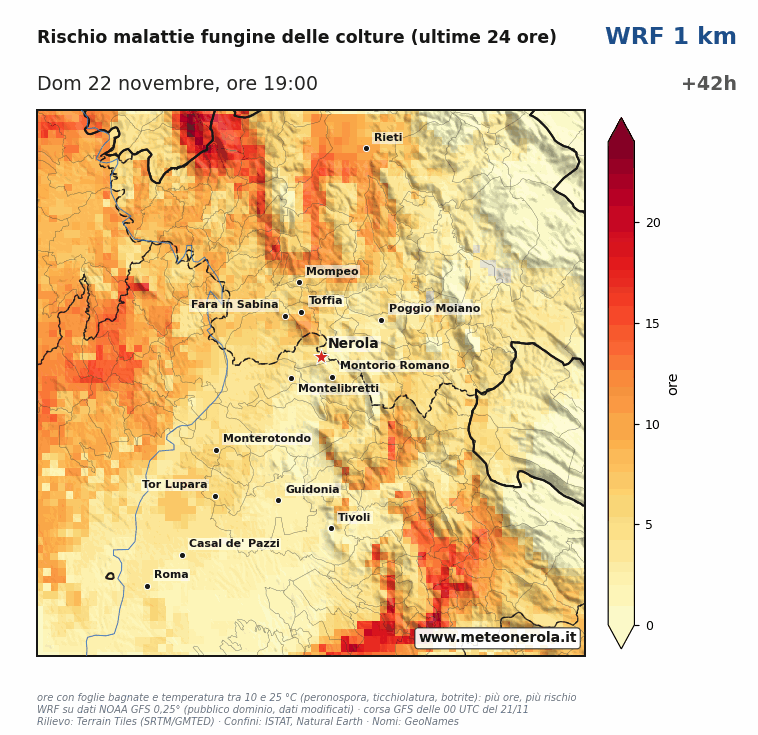 Rischio malattie fungine delle colture (ultime 24 ore)
WRF 1 km
Dom 22 novembre, ore 19:00
+42h
Rieti
Mompeo
Fara in Sabina
Toffia
Poggio Moiano
Nerola
Montorio Romano
Montelibretti
Monterotondo
Tor Lupara
Guidonia
Tivoli
Casal de' Pazzi
Roma
www.meteonerola.it
20
15
10
5
0
ore
ore con foglie bagnate e temperatura tra 10 e 25 °C (peronospora, ticchiolatura, botrite): più ore, più rischio
WRF su dati NOAA GFS 0,25° (pubblico dominio, dati modificati) · corsa GFS delle 00 UTC del 21/11
Rilievo: Terrain Tiles (SRTM/GMTED) · Confini: ISTAT, Natural Earth · Nomi: GeoNames